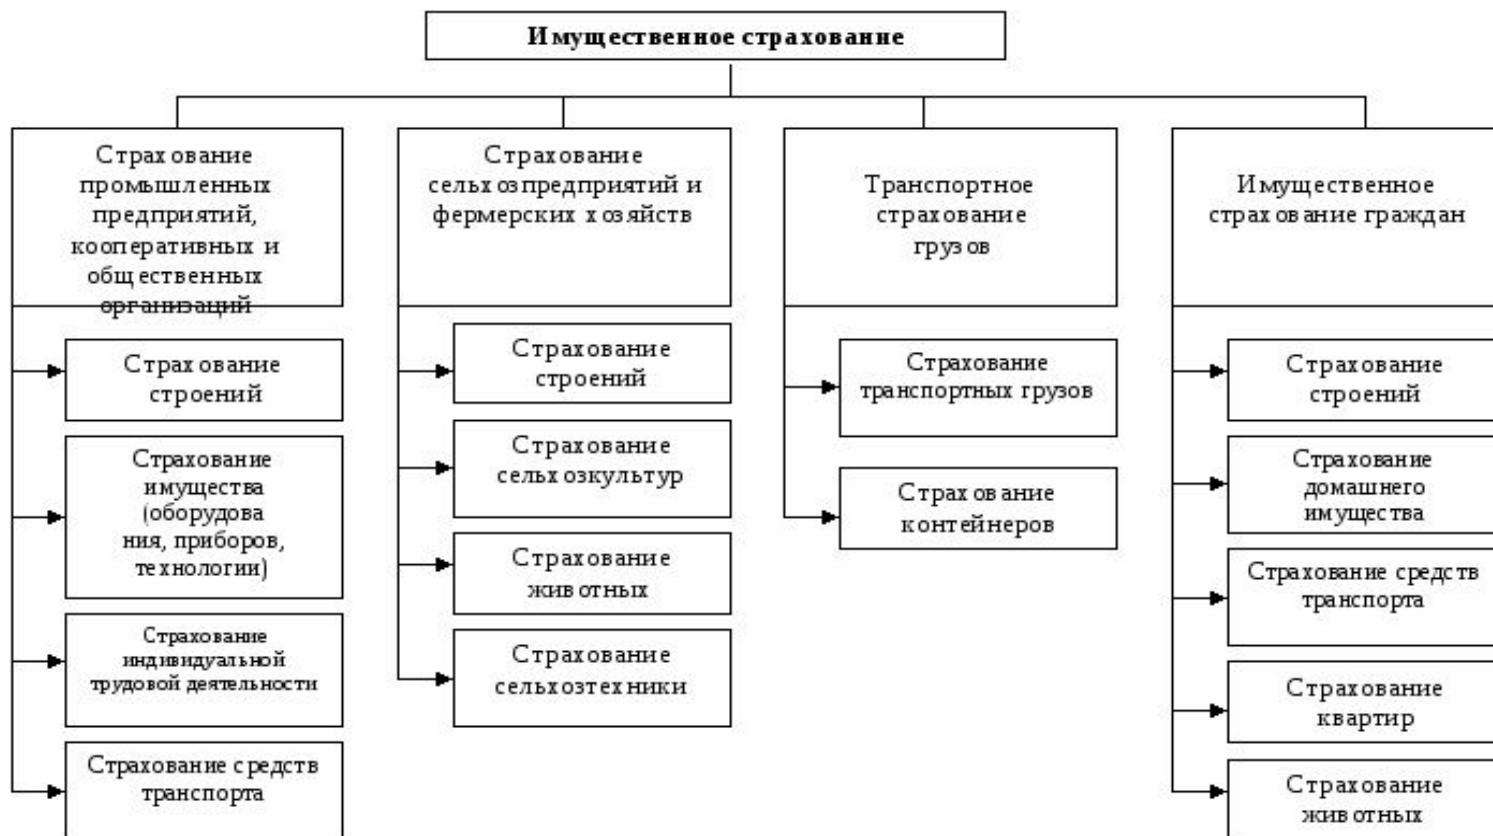 Имущественное страхование
Страхование
промышленных
предприятий,
кооперативных и
общественных
организаций
Страхование
строений
Страхование
имущества
(оборудова
ния, приборов,
технологии)
Страхование
индивидуальной
трудовой деятельности
Страхование средств
транспорта
Страхование
сельхозпредприятий и
фермерских хозяйств
Страхование
строений
Страхование
сельхозкультур
Страхование
животных
Страхование
сельхозтехники
Транспортное
страхование
грузов
Страхование
транспортных грузов
Страхование
контейнеров
Имущественное
страхование граждан
Страхование
строений
Страхование
домашнего
имущества
Страхование средств
транспорта
Страхование
квартир
Страхование
животных